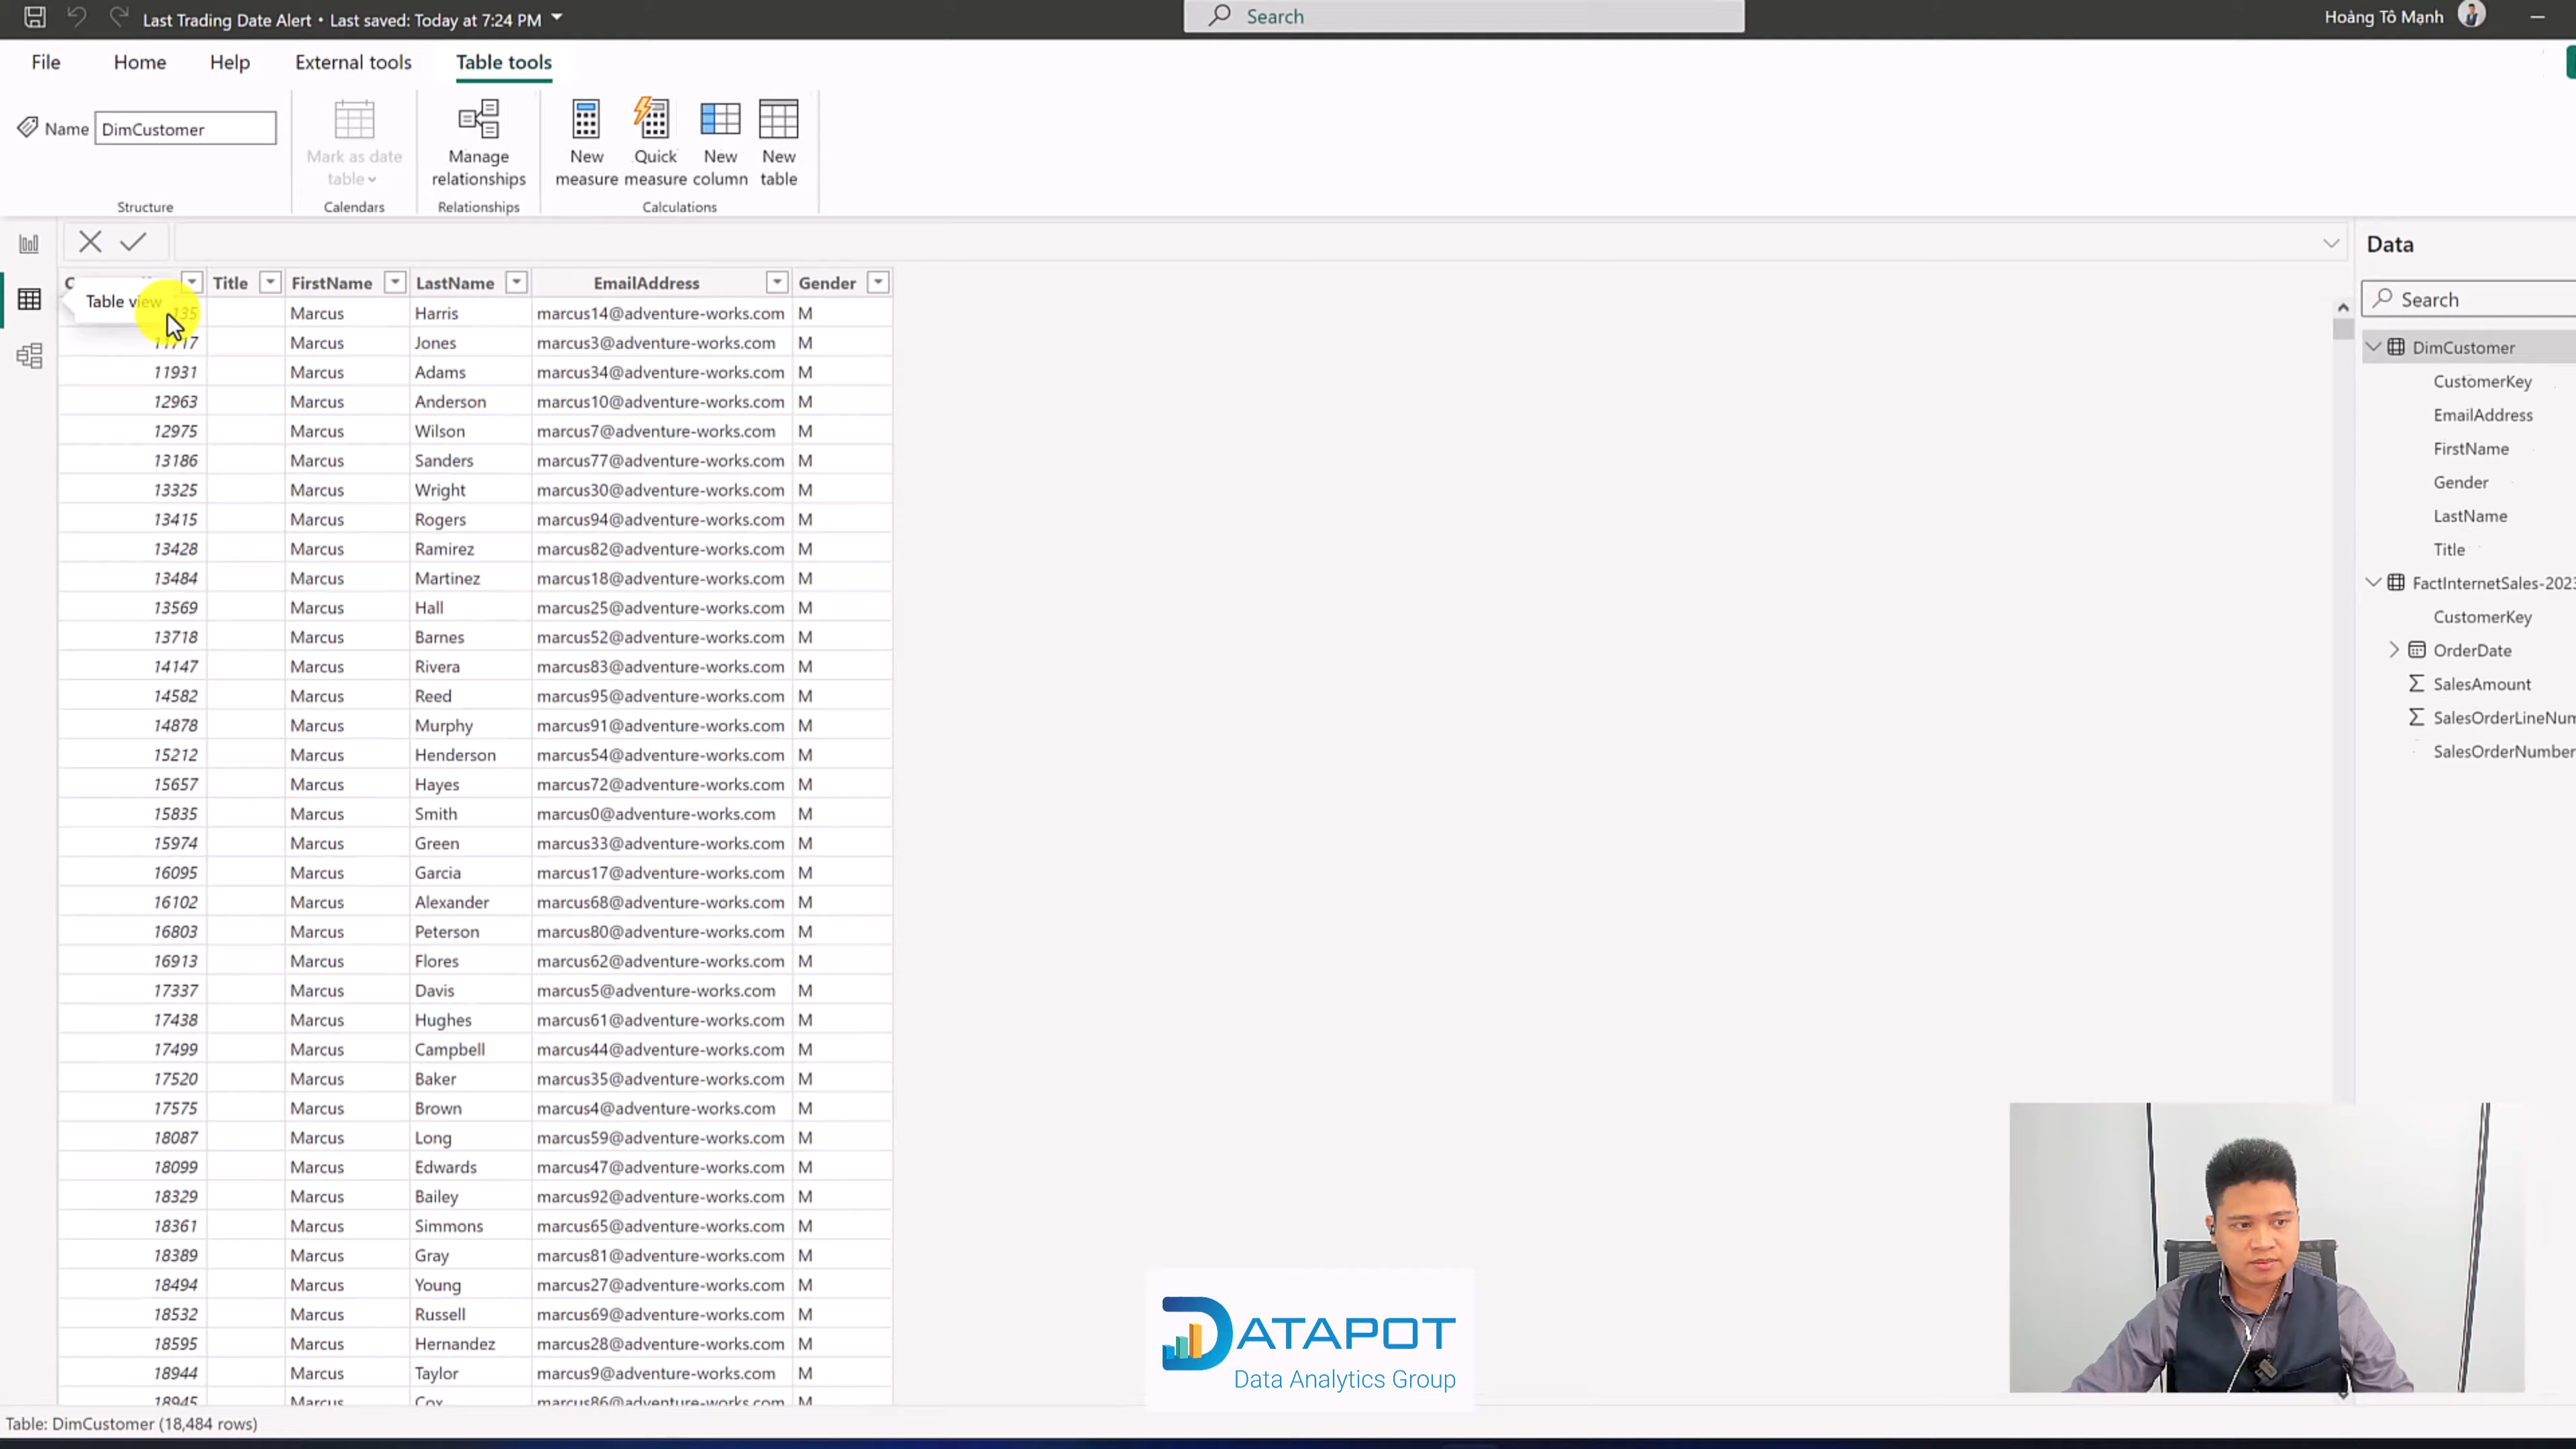 Last Trading Date Alert • Last saved: Today at 7:24 PM
Search
Hoàng Tô Mạnh
File Home Help External tools Table tools
Name DimCustomer
Mark as date table
Manage relationships
New measure
Quick measure
New column
New table
Structure Calendars Relationships Calculations
Title FirstName LastName EmailAddress Gender
Table view
135 Marcus Harris marcus14@adventure-works.com M
11717 Marcus Jones marcus3@adventure-works.com M
11931 Marcus Adams marcus34@adventure-works.com M
12963 Marcus Anderson marcus10@adventure-works.com M
12975 Marcus Wilson marcus7@adventure-works.com M
13186 Marcus Sanders marcus77@adventure-works.com M
13325 Marcus Wright marcus30@adventure-works.com M
13415 Marcus Rogers marcus94@adventure-works.com M
13428 Marcus Ramirez marcus82@adventure-works.com M
13484 Marcus Martinez marcus18@adventure-works.com M
13569 Marcus Hall marcus25@adventure-works.com M
13718 Marcus Barnes marcus52@adventure-works.com M
14147 Marcus Rivera marcus83@adventure-works.com M
14582 Marcus Reed marcus95@adventure-works.com M
14878 Marcus Murphy marcus91@adventure-works.com M
15212 Marcus Henderson marcus54@adventure-works.com M
15657 Marcus Hayes marcus72@adventure-works.com M
15835 Marcus Smith marcus0@adventure-works.com M
15974 Marcus Green marcus33@adventure-works.com M
16095 Marcus Garcia marcus17@adventure-works.com M
16102 Marcus Alexander marcus68@adventure-works.com M
16803 Marcus Peterson marcus80@adventure-works.com M
16913 Marcus Flores marcus62@adventure-works.com M
17337 Marcus Davis marcus5@adventure-works.com M
17438 Marcus Hughes marcus61@adventure-works.com M
17499 Marcus Campbell marcus44@adventure-works.com M
17520 Marcus Baker marcus35@adventure-works.com M
17575 Marcus Brown marcus4@adventure-works.com M
18087 Marcus Long marcus59@adventure-works.com M
18099 Marcus Edwards marcus47@adventure-works.com M
18329 Marcus Bailey marcus92@adventure-works.com M
18361 Marcus Simmons marcus65@adventure-works.com M
18389 Marcus Gray marcus81@adventure-works.com M
18494 Marcus Young marcus27@adventure-works.com M
18532 Marcus Russell marcus69@adventure-works.com M
18595 Marcus Hernandez marcus28@adventure-works.com M
18944 Marcus Taylor marcus9@adventure-works.com M
18945 Marcus Cox marcus86@adventure-works.com M
Table: DimCustomer (18,484 rows)
Data
Search
DimCustomer
CustomerKey
EmailAddress
FirstName
Gender
LastName
Title
FactInternetSales-2023
CustomerKey
OrderDate
SalesAmount
SalesOrderLineNum
SalesOrderNumber
DATAPOT
Data Analytics Group